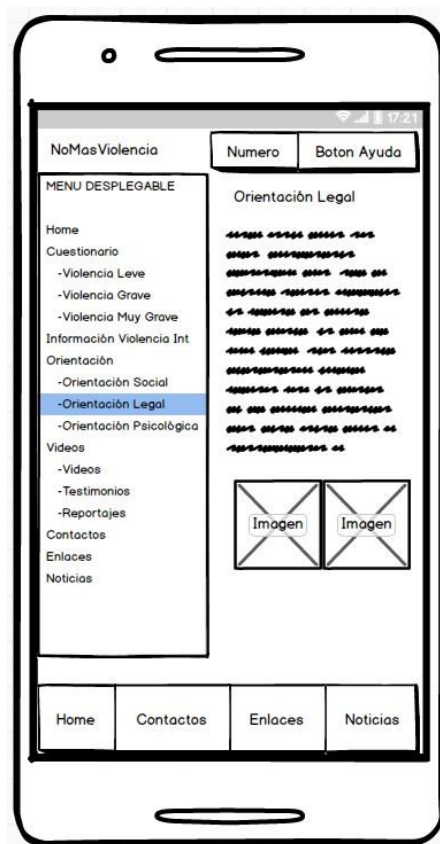 17:21
NoMasViolencia
Numero
Boton Ayuda
MENU DESPLEGABLE
Home
Cuestionario
-Violencia Leve
-Violencia Grave
-Violencia Muy Grave
Información Violencia Int
Orientación
-Orientación Social
-Orientación Legal
-Orientación Psicológica
Videos
-Videos
-Testimonios
-Reportajes
Contactos
Enlaces
Noticias
Orientación Legal
Imagen
Imagen
Home
Contactos
Enlaces
Noticias